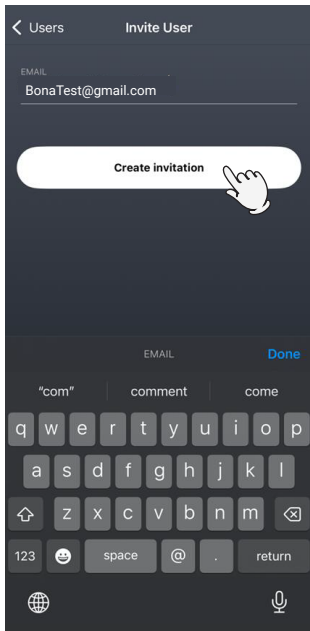 Users Invite User
EMAIL
BonaTest@gmail.com
Create invitation
EMAIL Done
“com” comment come
q w e r t y u i o p
a s d f g h j k l
z x c v b n m
123 space @ . return